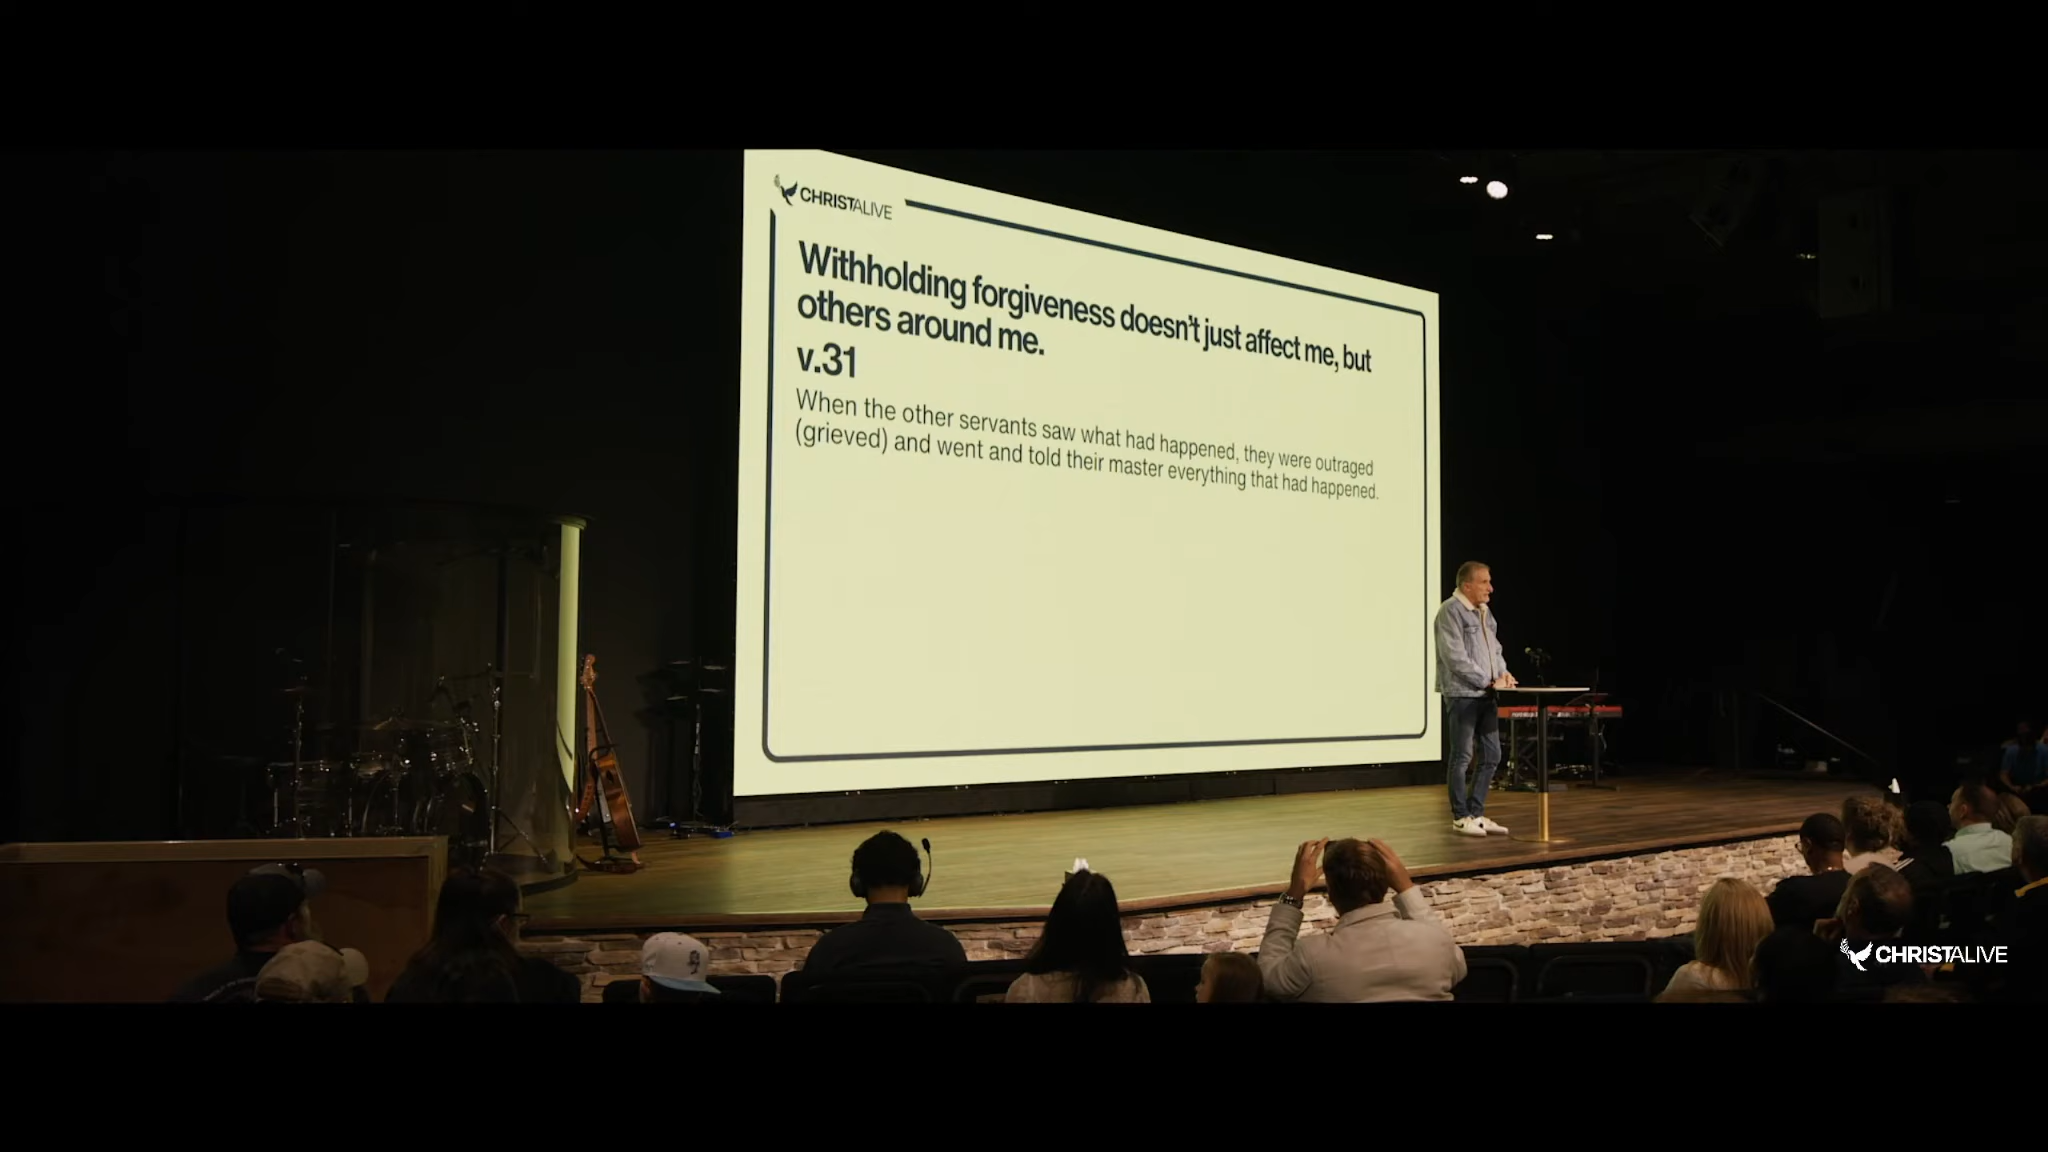 CHRISTALIVE
Withholding forgiveness doesn't just affect me, but
others around me.
v.31
When the other servants saw what had happened, they were outraged
(grieved) and went and told their master everything that had happened.
CHRISTALIVE